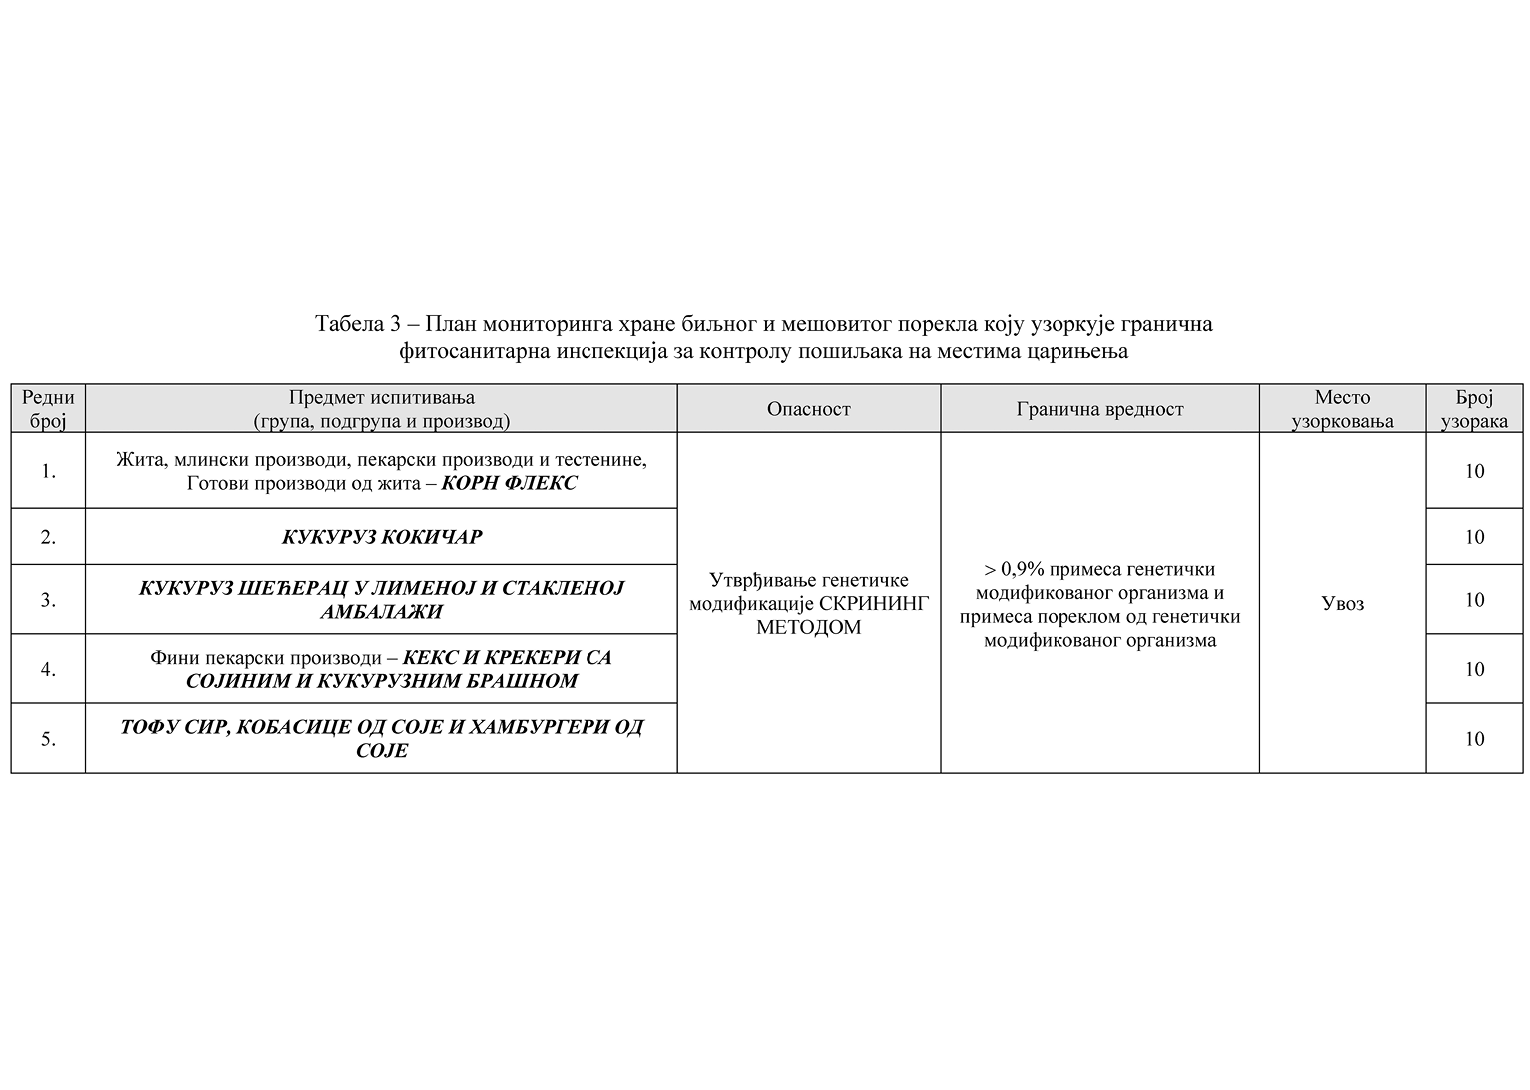 Табела 3 – План мониторинга хране биљног и мешовитог порекла коју узоркује гранична
фитосанитарна инспекција за контролу пошиљака на местима царињења
Редни
број
Предмет испитивања
(група, подгрупа и производ)
Опасност
Гранична вредност
Место
узорковања
Број
узорака
1.
Жита, млински производи, пекарски производи и тестенине,
Готови производи од жита – КОРН ФЛЕКС
10
2.
КУКУРУЗ КОКИЧАР
10
3.
КУКУРУЗ ШЕЋЕРАЦ У ЛИМЕНОЈ И СТАКЛЕНОЈ
АМБАЛАЖИ
10
4.
Фини пекарски производи – КЕКС И КРЕКЕРИ СА
СОЈИНИМ И КУКУРУЗНИМ БРАШНОМ
10
5.
ТОФУ СИР, КОБАСИЦЕ ОД СОЈЕ И ХАМБУРГЕРИ ОД
СОЈЕ
10
Утврђивање генетичке
модификације СКРИНИНГ
МЕТОДОМ
> 0,9% примеса генетички
модификованог организма и
примеса пореклом од генетички
модификованог организма
Увоз